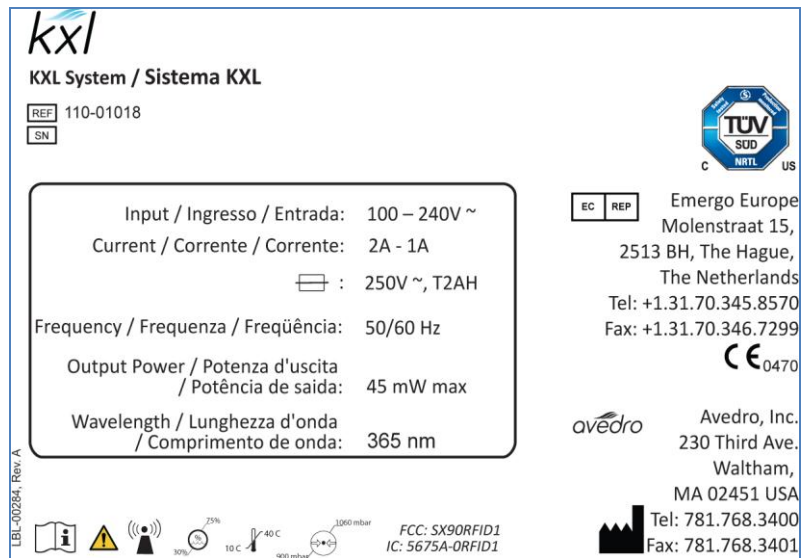 kxl
KXL System / Sistema KXL
REF 110-01018
SN
TÜV
SÜD
NRTL
C US
Input / Ingresso / Entrada: 100 – 240V ~
Current / Corrente / Corrente: 2A - 1A
: 250V ~, T2AH
Frequency / Frequenza / Freqüência: 50/60 Hz
Output Power / Potenza d'uscita
/ Potência de saida: 45 mW max
Wavelength / Lunghezza d'onda
/ Comprimento de onda: 365 nm
EC REP
Emergo Europe
Molenstraat 15,
2513 BH, The Hague,
The Netherlands
Tel: +1.31.70.345.8570
Fax: +1.31.70.346.7299
CE 0470
avedro
Avedro, Inc.
230 Third Ave.
Waltham,
MA 02451 USA
Tel: 781.768.3400
Fax: 781.768.3401
LBL-00284, Rev. A
i
30% % 75%
10 C 40 C
900 mbar 1060 mbar
FCC: SX90RFID1
IC: 5675A-0RFID1